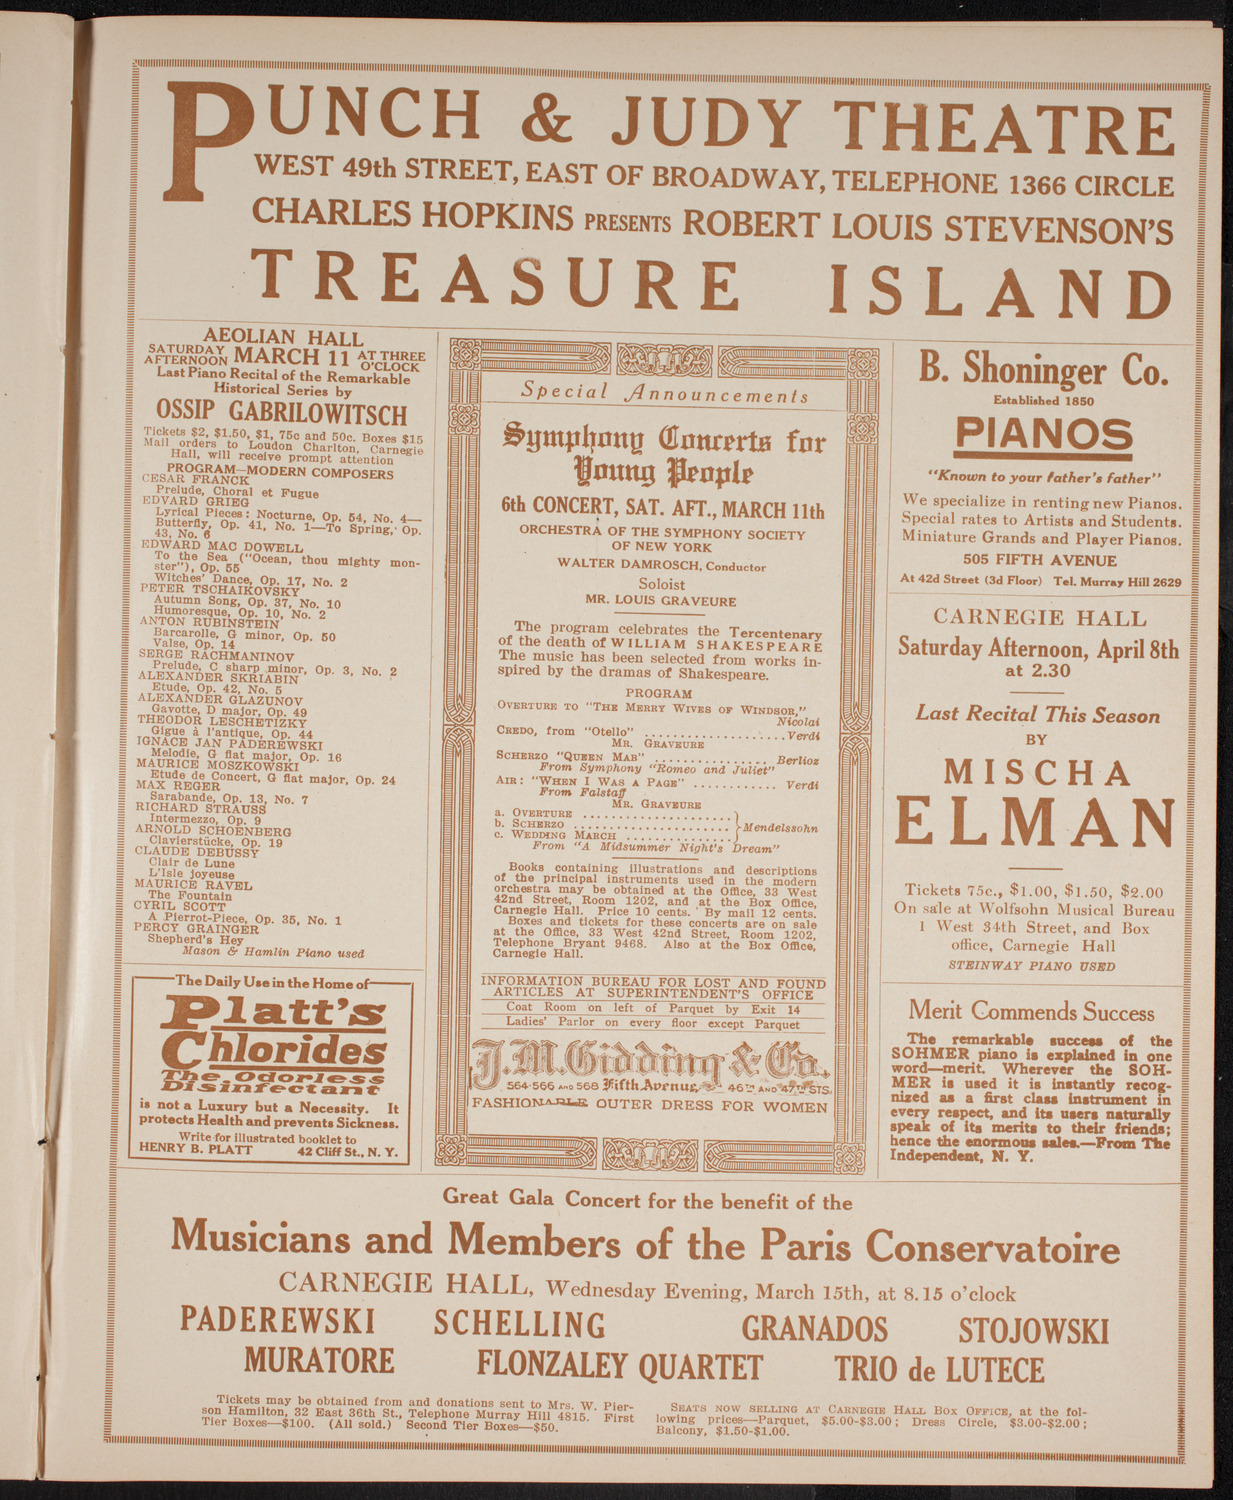 PUNCH & JUDY THEATRE
WEST 49th STREET, EAST OF BROADWAY, TELEPHONE 1366 CIRCLE
CHARLES HOPKINS PRESENTS ROBERT LOUIS STEVENSON'S
TREASURE ISLAND
AEOLIAN HALL
SATURDAY AFTERNOON MARCH 11 AT THREE O'CLOCK
Last Piano Recital of the Remarkable
Historical Series by
OSSIP GABRILOWITSCH
Tickets $2, $1.50, $1, 75c and 50c. Boxes $15
Mail orders to Loudon Charlton, Carnegie
Hall, will receive prompt attention
PROGRAM—MODERN COMPOSERS
CESAR FRANCK
Prelude, Choral et Fugue
EDVARD GRIEG
Lyrical Pieces: Nocturne, Op. 54, No. 4—
Butterfly, Op. 41, No. 1—To Spring, Op.
43, No. 6
EDWARD MAC DOWELL
To the Sea ("Ocean, thou mighty mon-
ster"), Op. 55
Witches' Dance, Op. 17, No. 2
PETER TSCHAIKOVSKY
Autumn Song, Op. 37, No. 10
Humoresque, Op. 10, No. 2
ANTON RUBINSTEIN
Barcarolle, G minor, Op. 50
Valse, Op. 14
SERGE RACHMANINOV
Prelude, C sharp minor, Op. 3, No. 2
ALEXANDER SKRIABIN
Etude, Op. 42, No. 5
ALEXANDER GLAZUNOV
Gavotte, D major, Op. 49
THEODOR LESCHETIZKY
Gigue à l'antique, Op. 44
IGNACE JAN PADEREWSKI
Melodie, G flat major, Op. 16
MAURICE MOSZKOWSKI
Etude de Concert, G flat major, Op. 24
MAX REGER
Sarabande, Op. 13, No. 7
RICHARD STRAUSS
Intermezzo, Op. 9
ARNOLD SCHOENBERG
Clavierstücke, Op. 19
CLAUDE DEBUSSY
Clair de Lune
L'Isle joyeuse
MAURICE RAVEL
The Fountain
CYRIL SCOTT
A Pierrot-Piece, Op. 35, No. 1
PERCY GRAINGER
Shepherd's Hey
Mason & Hamlin Piano used
The Daily Use in the Home of
Platt's
Chlorides
The Odorless
Disinfectant
is not a Luxury but a Necessity. It
protects Health and prevents Sickness.
Write for illustrated booklet to
HENRY B. PLATT 42 Cliff St., N. Y.
Special Announcements
Symphony Concerts for
Young People
6th CONCERT, SAT. AFT., MARCH 11th
ORCHESTRA OF THE SYMPHONY SOCIETY
OF NEW YORK
WALTER DAMROSCH, Conductor
Soloist
MR. LOUIS GRAVEURE
The program celebrates the Tercentenary
of the death of WILLIAM SHAKESPEARE
The music has been selected from works in-
spired by the dramas of Shakespeare.
PROGRAM
OVERTURE TO "THE MERRY WIVES OF WINDSOR,"
Nicolai
CREDO, from "Otello" .................... Verdi
MR. GRAVEURE
SCHERZO "QUEEN MAB" ................. Berlioz
From Symphony "Romeo and Juliet"
AIR: "WHEN I WAS A PAGE" ............ Verdi
From Falstaff
MR. GRAVEURE
a. OVERTURE ........................
b. SCHERZO ........................ } Mendelssohn
c. WEDDING MARCH .................
From "A Midsummer Night's Dream"
Books containing illustrations and descriptions
of the principal instruments used in the modern
orchestra may be obtained at the Office, 33 West
42nd Street, Room 1202, and at the Box Office,
Carnegie Hall. Price 10 cents. By mail 12 cents.
Boxes and tickets for these concerts are on sale
at the Office, 33 West 42nd Street, Room 1202,
Telephone Bryant 9468. Also at the Box Office,
Carnegie Hall.
INFORMATION BUREAU FOR LOST AND FOUND
ARTICLES AT SUPERINTENDENT'S OFFICE
Coat Room on left of Parquet by Exit 14
Ladies' Parlor on every floor except Parquet
J.M. Gidding & Co.
564-566 AND 568 Fifth Avenue, 46TH AND 47TH STS.
FASHIONABLE OUTER DRESS FOR WOMEN
B. Shoninger Co.
Established 1850
PIANOS
"Known to your father's father"
We specialize in renting new Pianos.
Special rates to Artists and Students.
Miniature Grands and Player Pianos.
505 FIFTH AVENUE
At 42d Street (3d Floor) Tel. Murray Hill 2629
CARNEGIE HALL
Saturday Afternoon, April 8th
at 2.30
Last Recital This Season
BY
MISCHA
ELMAN
Tickets 75c., $1.00, $1.50, $2.00
On sale at Wolfsohn Musical Bureau
1 West 34th Street, and Box
office, Carnegie Hall
STEINWAY PIANO USED
Merit Commends Success
The remarkable success of the
SOHMER piano is explained in one
word—merit. Wherever the SOH-
MER is used it is instantly recog-
nized as a first class instrument in
every respect, and its users naturally
speak of its merits to their friends;
hence the enormous sales.—From The
Independent, N. Y.
Great Gala Concert for the benefit of the
Musicians and Members of the Paris Conservatoire
CARNEGIE HALL, Wednesday Evening, March 15th, at 8.15 o'clock
PADEREWSKI SCHELLING GRANADOS STOJOWSKI
MURATORE FLONZALEY QUARTET TRIO de LUTECE
Tickets may be obtained from and donations sent to Mrs. W. Pier-
son Hamilton, 32 East 36th St., Telephone Murray Hill 4815. First
Tier Boxes—$100. (All sold.) Second Tier Boxes—$50.
SEATS NOW SELLING AT CARNEGIE HALL BOX OFFICE, at the fol-
lowing prices—Parquet, $5.00-$3.00; Dress Circle, $3.00-$2.00;
Balcony, $1.50-$1.00.